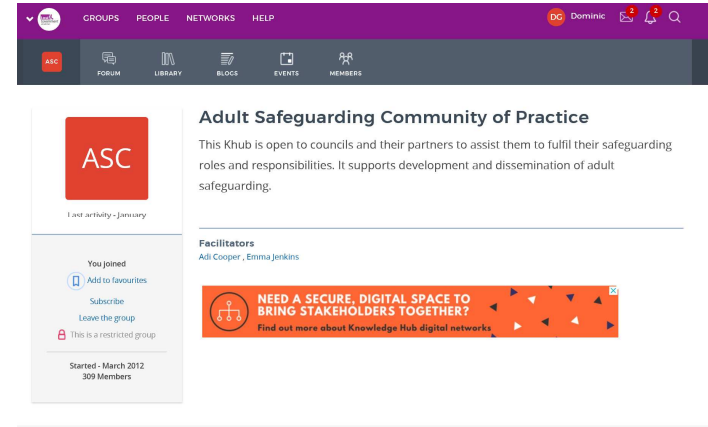 GROUPS PEOPLE NETWORKS HELP
DG Dominic 2 2
ASC FORUM LIBRARY BLOGS EVENTS MEMBERS
ASC
Last activity - January
You joined
Add to favourites
Subscribe
Leave the group
This is a restricted group
Started - March 2012
309 Members
Adult Safeguarding Community of Practice
This Khub is open to councils and their partners to assist them to fulfil their safeguarding
roles and responsibilities. It supports development and dissemination of adult
safeguarding.
Facilitators
Adi Cooper , Emma Jenkins
NEED A SECURE, DIGITAL SPACE TO
BRING STAKEHOLDERS TOGETHER?
Find out more about Knowledge Hub digital networks